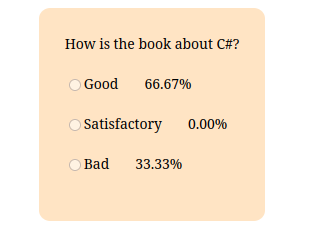 How is the book about C#?
Good 66.67%
Satisfactory 0.00%
Bad 33.33%